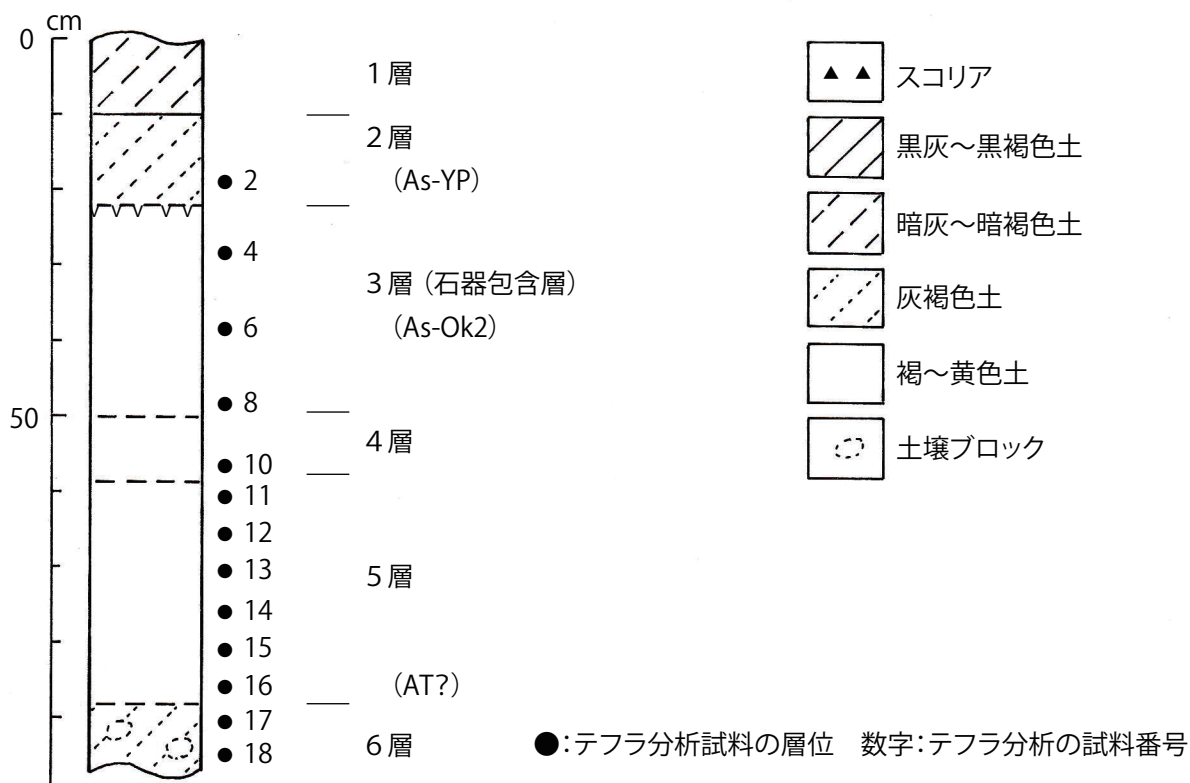 cm
0
50
2
4
6
8
10
11
12
13
14
15
16
17
18
1層
2層
(As-YP)
3層（石器包含層）
(As-Ok2)
4層
5層
(AT?)
6層
スコリア
黒灰～黒褐色土
暗灰～暗褐色土
灰褐色土
褐～黄色土
土壌ブロック
●：テフラ分析試料の層位　数字：テフラ分析の試料番号